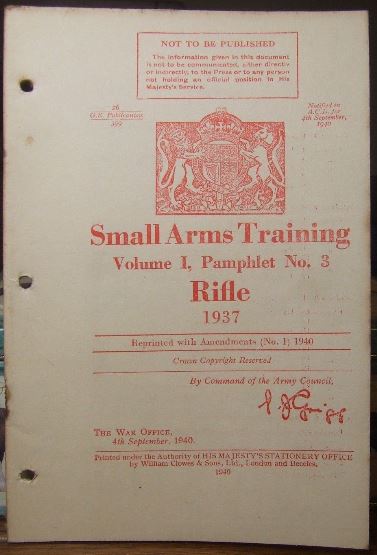 NOT TO BE PUBLISHED
The information given in this document
is not to be communicated, either directly
or indirectly, to the Press or to any person
not holding an official position in His
Majesty's Service.
26
G.S. Publications
399
Notified in
A.C.Is. for
4th September,
1940
Small Arms Training
Volume I, Pamphlet No. 3
Rifle
1937
Reprinted with Amendments (No. 1) 1940
Crown Copyright Reserved
By Command of the Army Council,
THE WAR OFFICE,
4th September, 1940.
Printed under the Authority of HIS MAJESTY'S STATIONERY OFFICE
by William Clowes & Sons, Ltd., London and Beccles.
1940